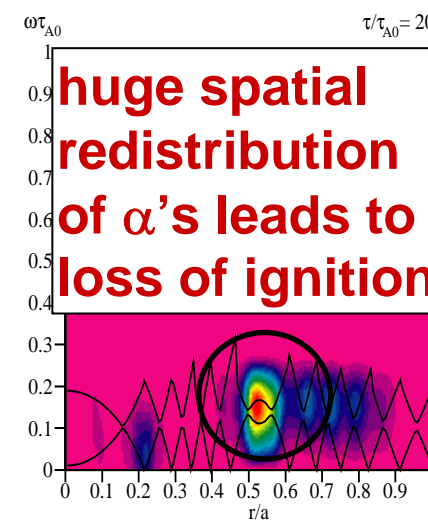 ωτA0 τ/τA0= 20
1
0.9
huge spatial
0.8
redistribution
0.7
0.6
of α's leads to
0.5
loss of ignition
0.4
0.3
0.2
0.1
0
0 0.1 0.2 0.3 0.4 0.5 0.6 0.7 0.8 0.9
r/a